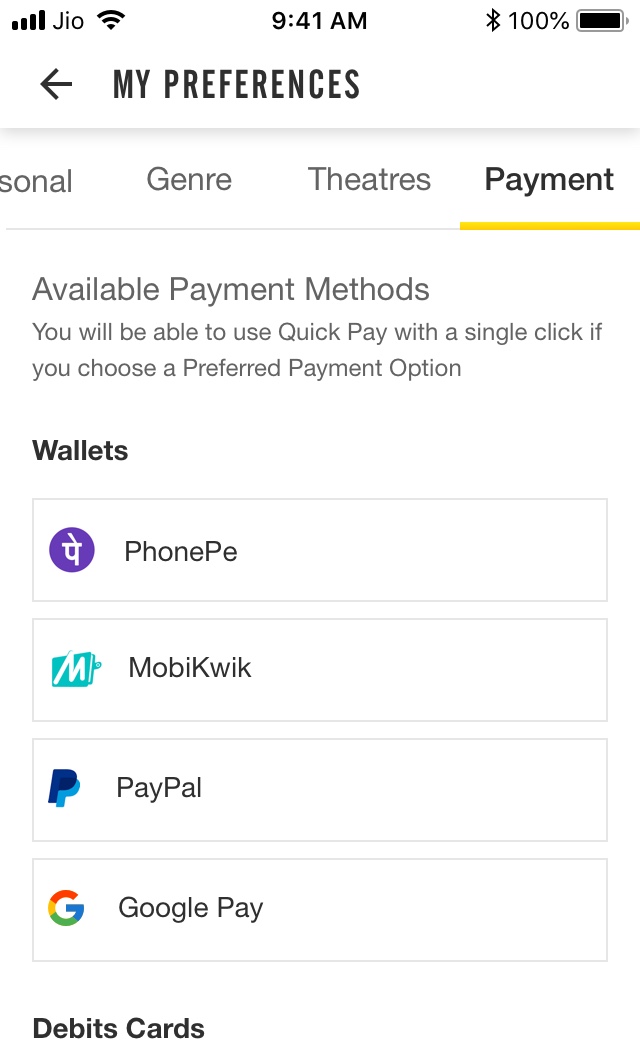 Jio 9:41 AM 100%
MY PREFERENCES
sonal Genre Theatres Payment
Available Payment Methods
You will be able to use Quick Pay with a single click if
you choose a Preferred Payment Option
Wallets
पे PhonePe
M MobiKwik
PayPal
G Google Pay
Debits Cards